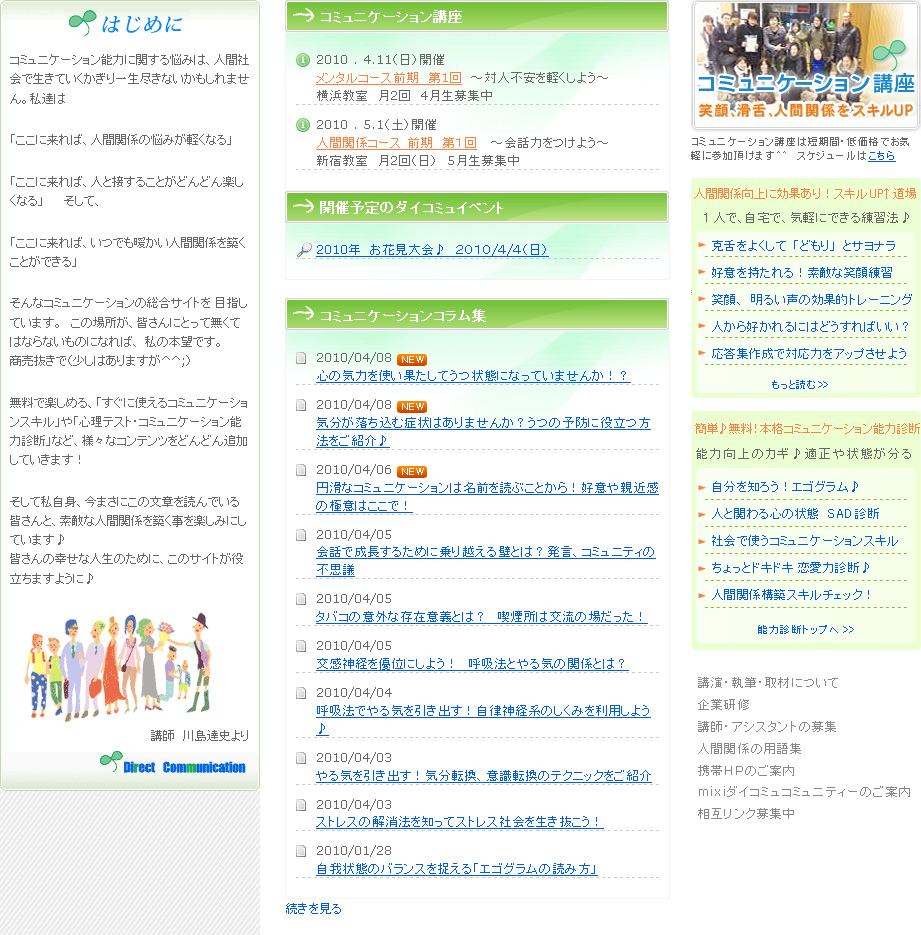 はじめに
コミュニケーション能力に関する悩みは、人間社
会で生きていくかぎり一生尽きないかもしれませ
ん。私達は
「ここに来れば、人間関係の悩みが軽くなる」
「ここに来れば、人と接することがどんどん楽し
くなる」　そして、
「ここに来れば、いつでも暖かい人間関係を築く
ことができる」
そんなコミュニケーションの総合サイトを 目指し
ています。 この場所が、皆さんにとって無くて
はならないものになれば、 私の本望です。
商売抜きで(少しはありますが^^;)
無料で楽しめる、「すぐに使えるコミュニケーショ
ンスキル」や「心理テスト・コミュニケーション能
力診断」など、様々なコンテンツをどんどん追加
していきます！
そして私自身、今まさにこの文章を読んでいる
皆さんと、素敵な人間関係を築く事を楽しみにし
ています♪
皆さんの幸せな人生のために、このサイトが役
立ちますように♪
講師　川島達史より
Direct Communication
コミュニケーション講座
2010．4.11(日)開催
メンタルコース前期　第1回　～対人不安を軽くしよう～
横浜教室　月2回　4月生募集中
2010．5.1(土)開催
人間関係コース 前期　第1回　～会話力をつけよう～
新宿教室　月2回(日)　5月生募集中
開催予定のダイコミュイベント
2010年　お花見大会♪　2010/4/4(日)
コミュニケーションコラム集
2010/04/08 NEW
心の気力を使い果たしてうつ状態になっていませんか！？
2010/04/08 NEW
気分が落ち込む症状はありませんか？うつの予防に役立つ方
法をご紹介♪
2010/04/06 NEW
円滑なコミュニケーションは名前を読ぶことから！好意や親近感
の極意はここで！
2010/04/05
会話で成長するために乗り越える壁とは？発言、コミュニティの
不思議
2010/04/05
タバコの意外な存在意義とは？　喫煙所は交流の場だった！
2010/04/05
交感神経を優位にしよう！　呼吸法とやる気の関係とは？
2010/04/04
呼吸法でやる気を引き出す！自律神経系のしくみを利用しよう
♪
2010/04/03
やる気を引き出す！気分転換、意識転換のテクニックをご紹介
2010/04/03
ストレスの解消法を知ってストレス社会を生き抜こう！
2010/01/28
自我状態のバランスを捉える「エゴグラムの読み方」
続きを見る
コミュニケーション講座
笑顔、滑舌、人間関係をスキルUP
コミュニケーション講座は短期間・低価格でお気
軽に参加頂けます^^　スケジュールはこちら
人間関係向上に効果あり！スキルUP↑道場
１人で、自宅で、気軽にできる練習法♪
克舌をよくして「どもり」とサヨナラ
好意を持たれる！素敵な笑顔練習
笑顔、明るい声の効果的トレーニング
人から好かれるにはどうすればいい？
応答集作成で対応力をアップさせよう
もっと読む>>
簡単♪無料！本格コミュニケーション能力診断
能力向上のカギ♪適正や状態が分る
自分を知ろう！エゴグラム♪
人と関わる心の状態　SAD診断
社会で使うコミュニケーションスキル
ちょっとドキドキ 恋愛力診断♪
人間関係構築スキルチェック！
能力診断トップへ >>
講演・執筆・取材について
企業研修
講師・アシスタントの募集
人間関係の用語集
携帯HPのご案内
mixiダイコミュコミュニティーのご案内
相互リンク募集中